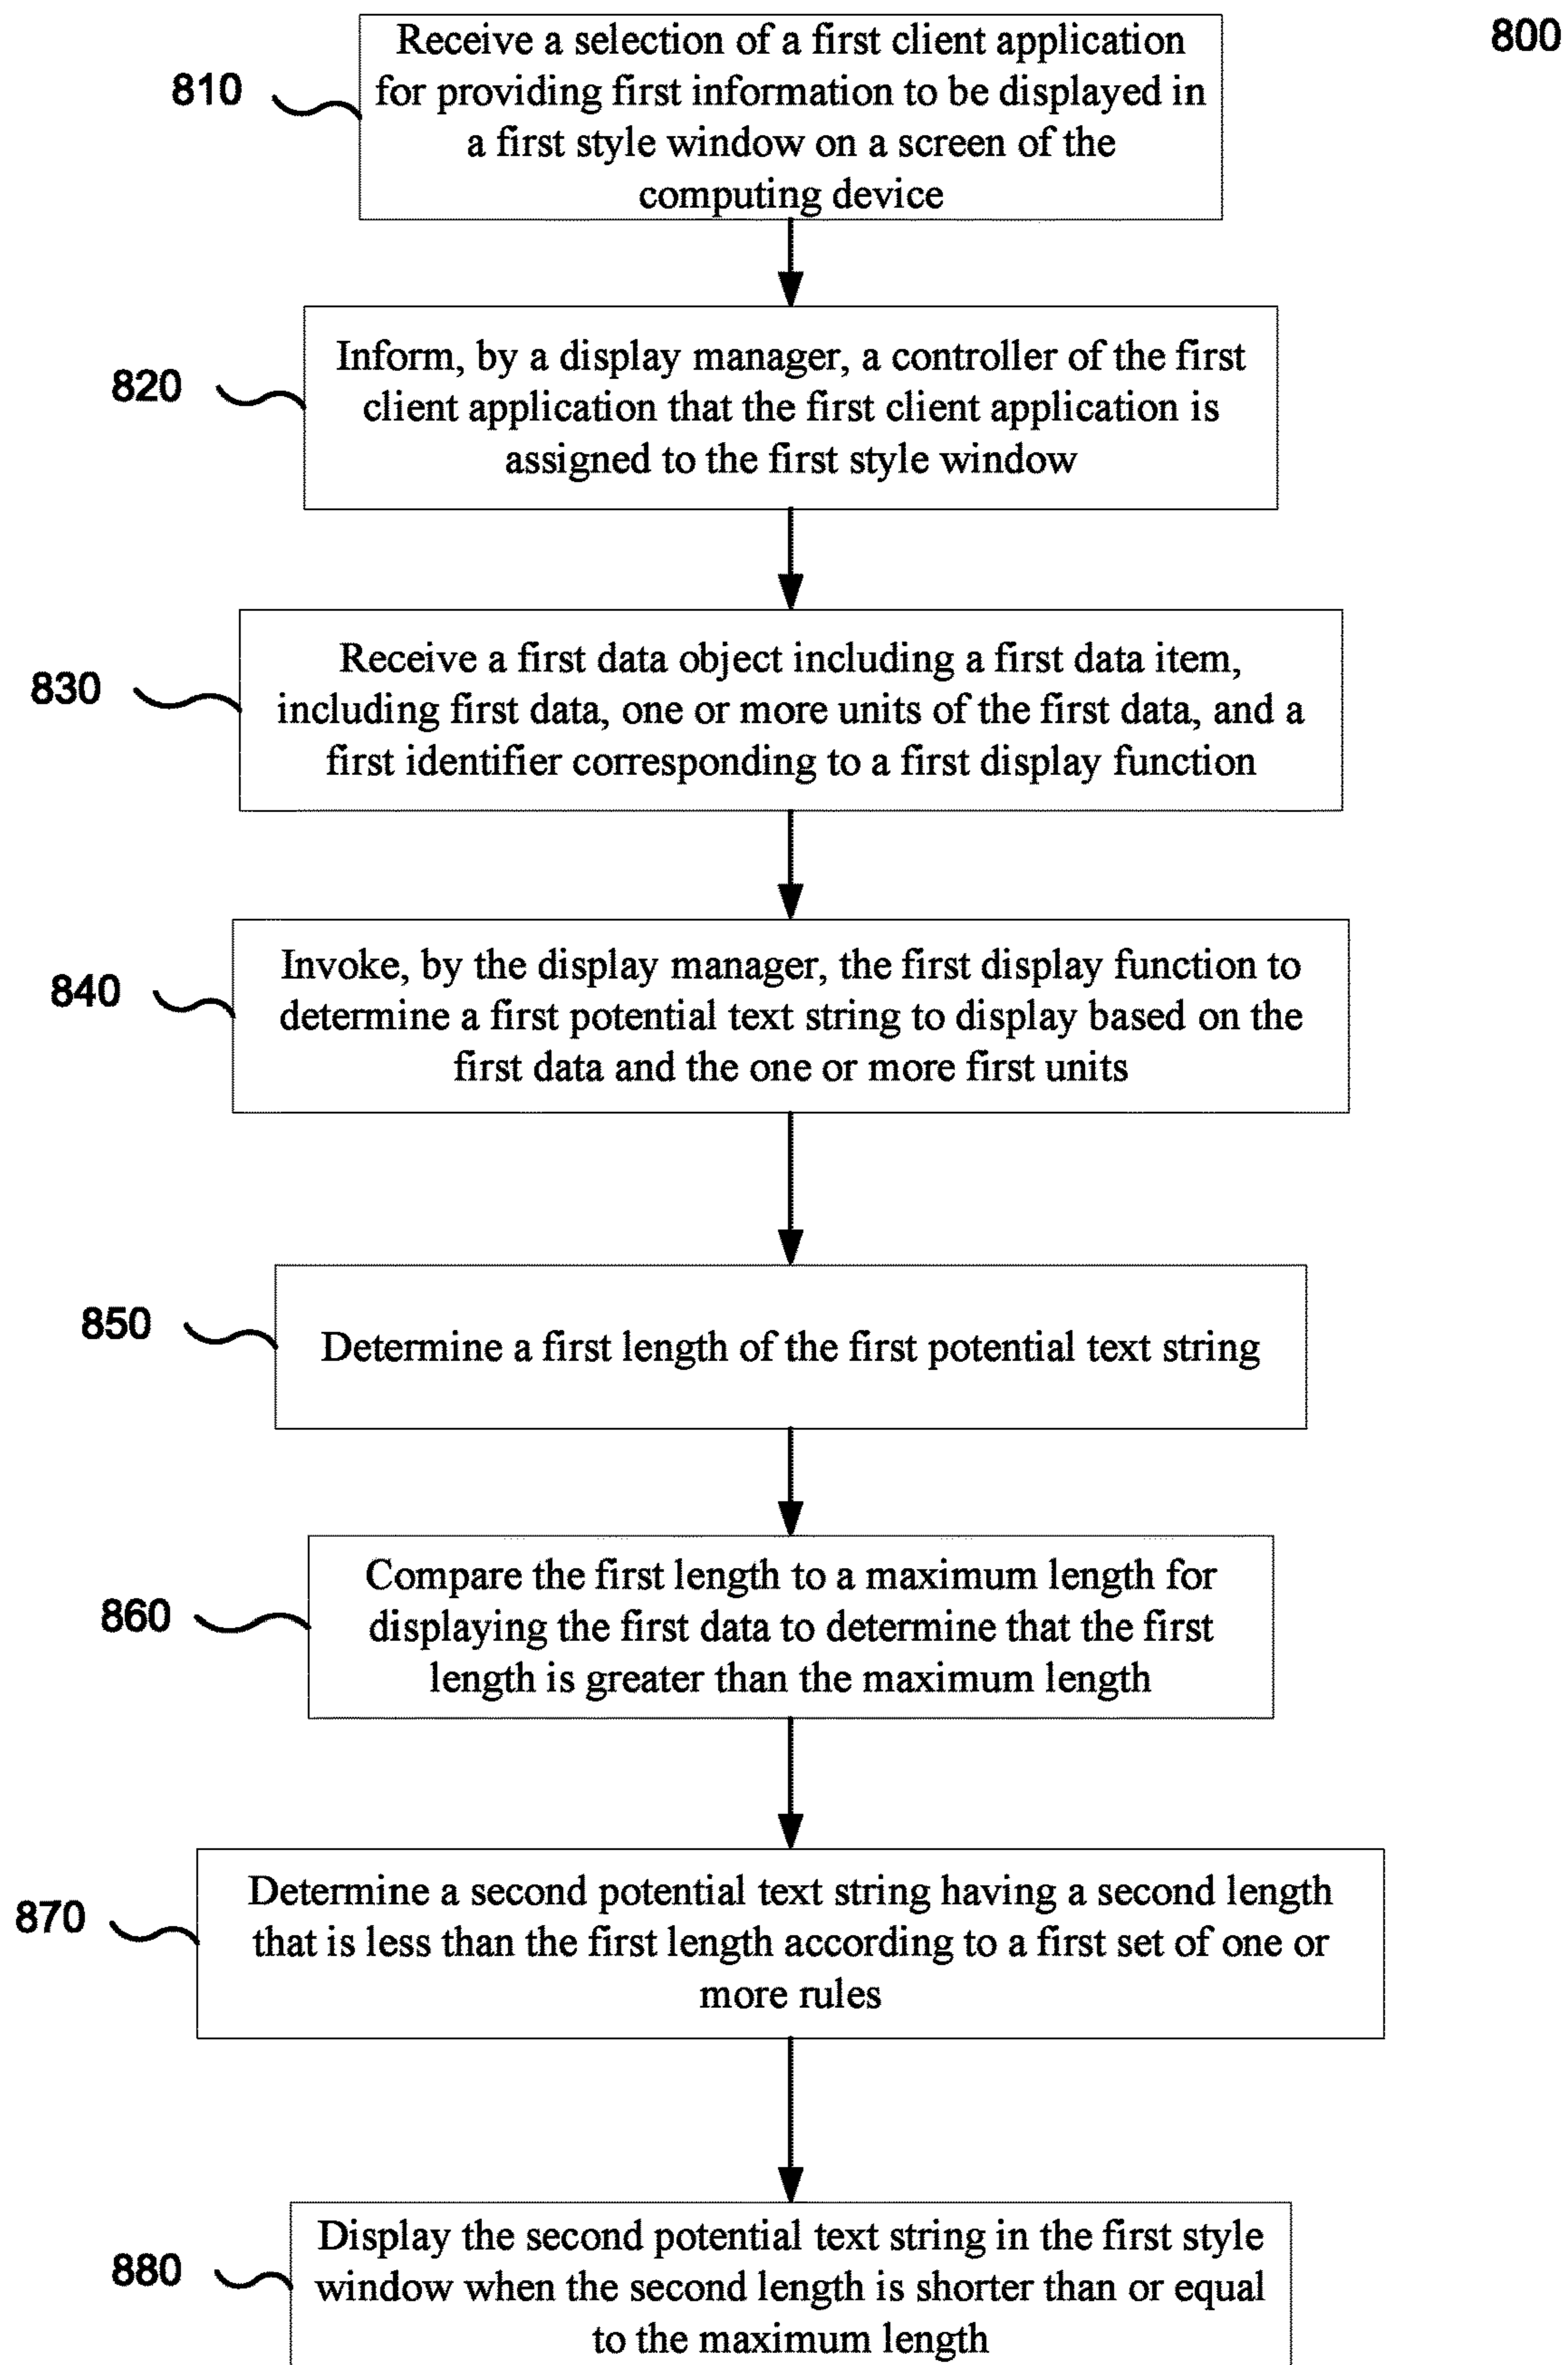 800
810
Receive a selection of a first client application
for providing first information to be displayed in
a first style window on a screen of the
computing device
820
Inform, by a display manager, a controller of the first
client application that the first client application is
assigned to the first style window
830
Receive a first data object including a first data item,
including first data, one or more units of the first data, and a
first identifier corresponding to a first display function
840
Invoke, by the display manager, the first display function to
determine a first potential text string to display based on the
first data and the one or more first units
850
Determine a first length of the first potential text string
860
Compare the first length to a maximum length for
displaying the first data to determine that the first
length is greater than the maximum length
870
Determine a second potential text string having a second length
that is less than the first length according to a first set of one or
more rules
880
Display the second potential text string in the first style
window when the second length is shorter than or equal
to the maximum length